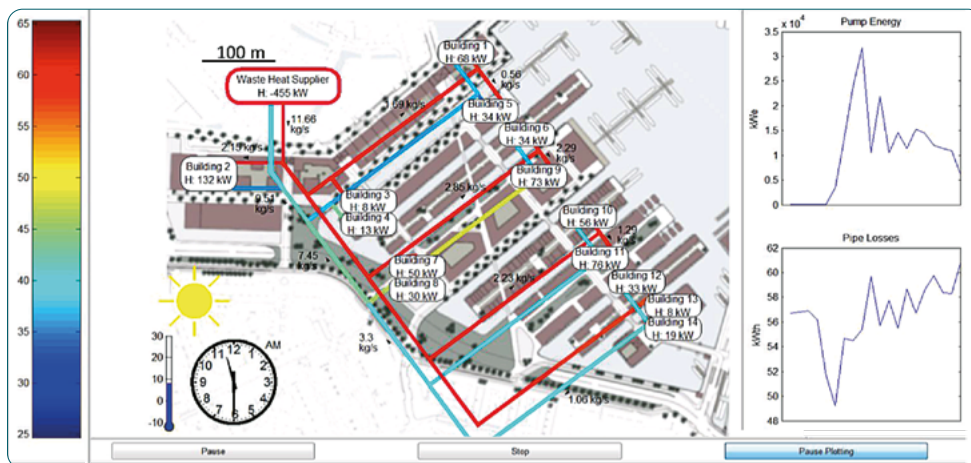 65
60
55
50
45
40
35
30
25
100 m
Waste Heat Supplier
H: -455 kW
11.66
kg/s
2.15 kg/s
Building 2
H: 132 kW
9.51
kg/s
Building 1
H: 68 kW
0.56
kg/s
1.69 kg/s
Building 5
H: 34 kW
Building 6
H: 34 kW
2.29
kg/s
Building 9
H: 73 kW
2.85 kg/s
Building 3
H: 8 kW
Building 4
H: 13 kW
7.45
kg/s
Building 7
H: 50 kW
Building 8
H: 30 kW
Building 10
H: 56 kW
1.29
kg/s
Building 11
H: 76 kW
2.23 kg/s
Building 12
H: 33 kW
Building 13
H: 8 kW
Building 14
H: 19 kW
3.3
kg/s
1.06 kg/s
30
20
10
0
-10
AM
12
1
2
3
4
5
6
7
8
9
10
11
Pump Energy
x 10⁴
3.5
3
2.5
2
1.5
1
0.5
0
kWe
Pipe Losses
62
60
58
56
54
52
50
48
kWth
Pause
Stop
Pause Plotting